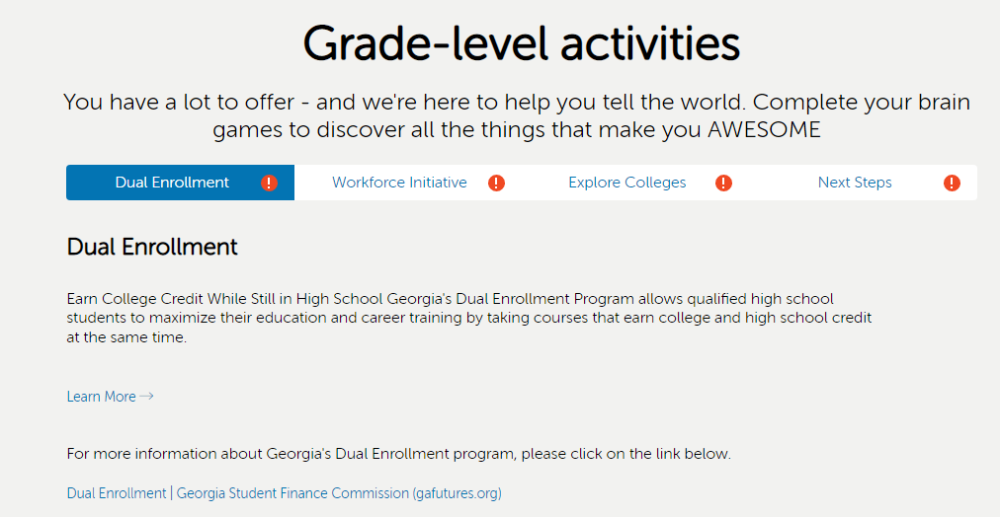 Grade-level activities
You have a lot to offer - and we're here to help you tell the world. Complete your brain
games to discover all the things that make you AWESOME
Dual Enrollment ! Workforce Initiative ! Explore Colleges ! Next Steps !
Dual Enrollment
Earn College Credit While Still in High School Georgia's Dual Enrollment Program allows qualified high school
students to maximize their education and career training by taking courses that earn college and high school credit
at the same time.
Learn More →
For more information about Georgia's Dual Enrollment program, please click on the link below.
Dual Enrollment | Georgia Student Finance Commission (gafutures.org)